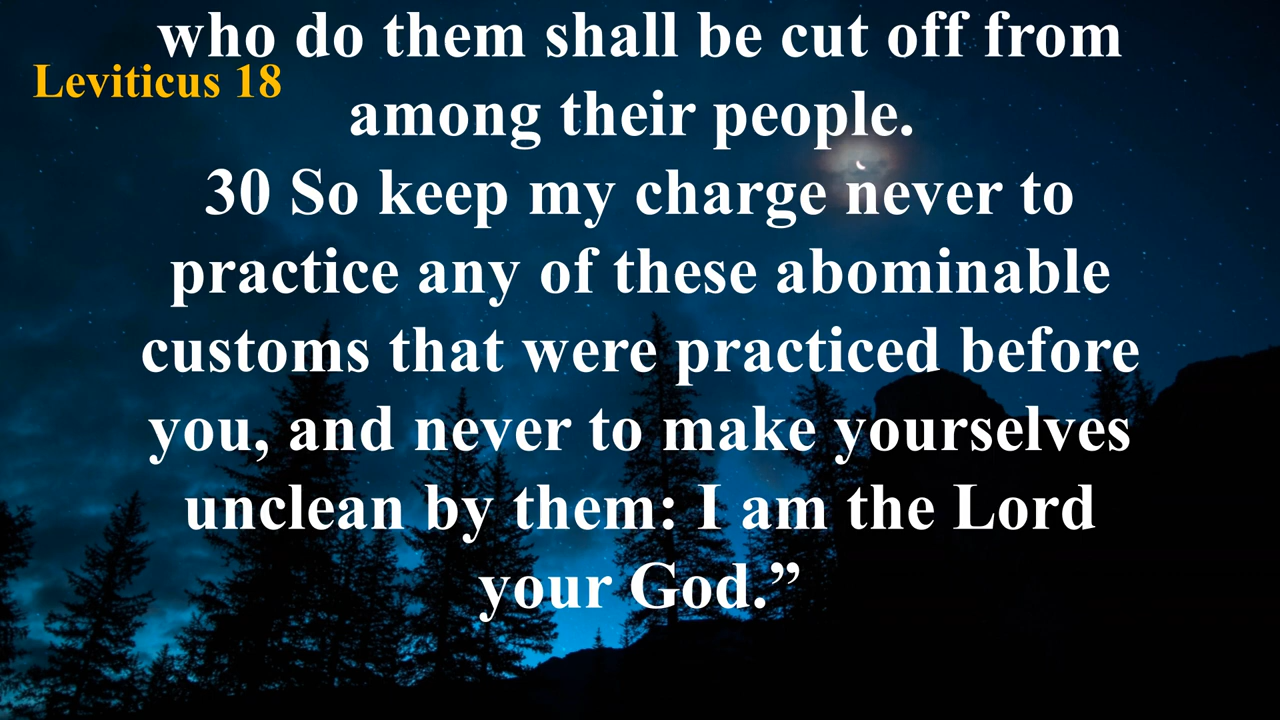 who do them shall be cut off from
Leviticus 18
among their people.
30 So keep my charge never to
practice any of these abominable
customs that were practiced before
you, and never to make yourselves
unclean by them: I am the Lord
your God.”